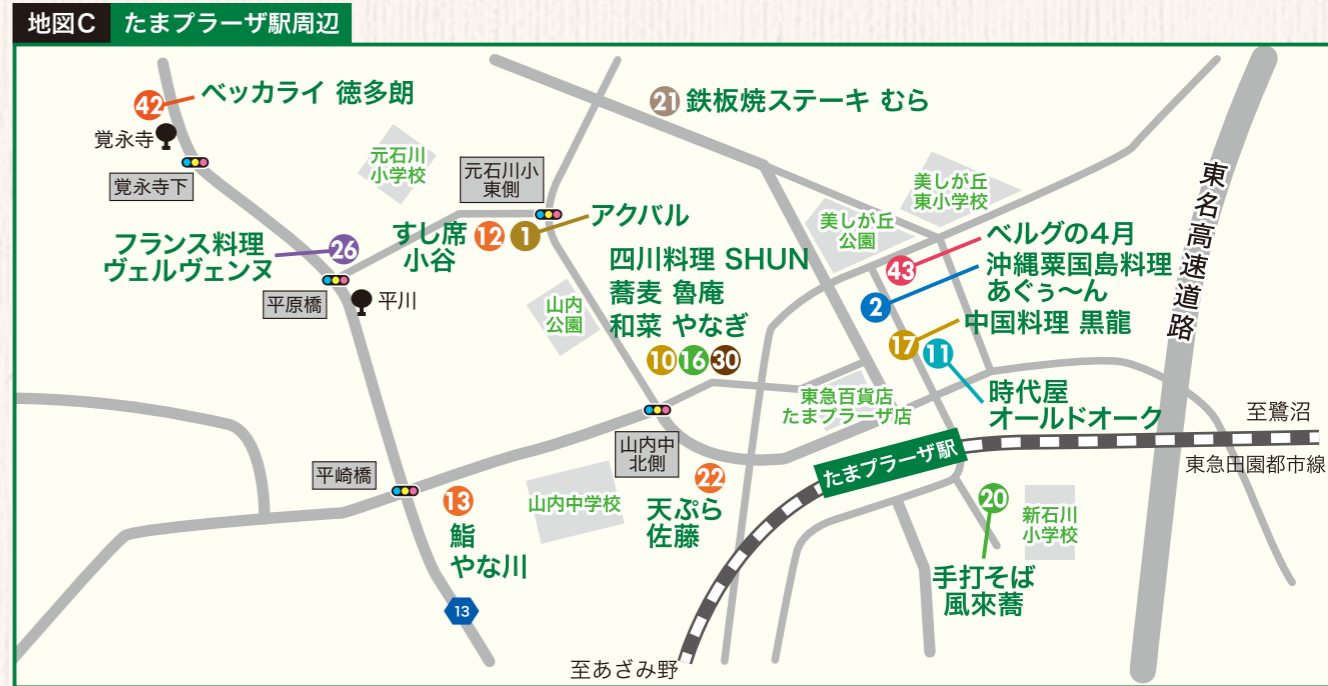 地図C たまプラーザ駅周辺
42 ベッカライ 徳多朗
覚永寺
覚永寺下
元石川
小学校
元石川小
東側
21 鉄板焼ステーキ むら
美しが丘
東小学校
美しが丘
公園
東名高速道路
フランス料理
ヴェルヴェンヌ
26
平原橋
平川
すし席
小谷
12
1
アクバル
四川料理 SHUN
蕎麦 魯庵
和菜 やなぎ
10 16 30
山内
公園
43
ベルグの4月
2
沖縄粟国島料理
あぐぅ〜ん
17
中国料理 黒龍
11
時代屋
オールドオーク
東急百貨店
たまプラーザ店
至鷺沼
東急田園都市線
たまプラーザ駅
山内中
北側
平崎橋
13
鮨
やな川
山内中学校
22
天ぷら
佐藤
20
手打そば
風來蕎
新石川
小学校
13
至あざみ野